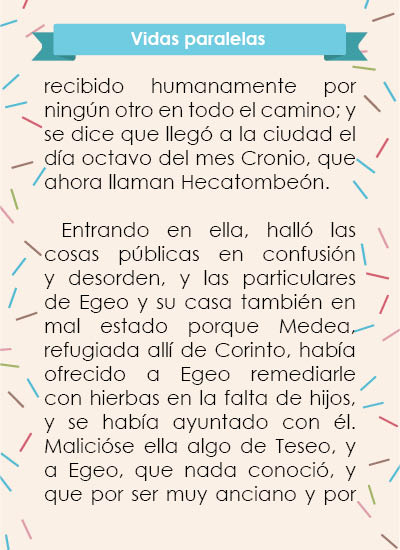 Vidas paralelas
recibido humanamente por
ningún otro en todo el camino; y
se dice que llegó a la ciudad el
día octavo del mes Cronio, que
ahora llaman Hecatombeón.
Entrando en ella, halló las
cosas públicas en confusión
y desorden, y las particulares
de Egeo y su casa también en
mal estado porque Medea,
refugiada allí de Corinto, había
ofrecido a Egeo remediarle
con hierbas en la falta de hijos,
y se había ayuntado con él.
Malicióse ella algo de Teseo, y
a Egeo, que nada conoció, y
que por ser muy anciano y por